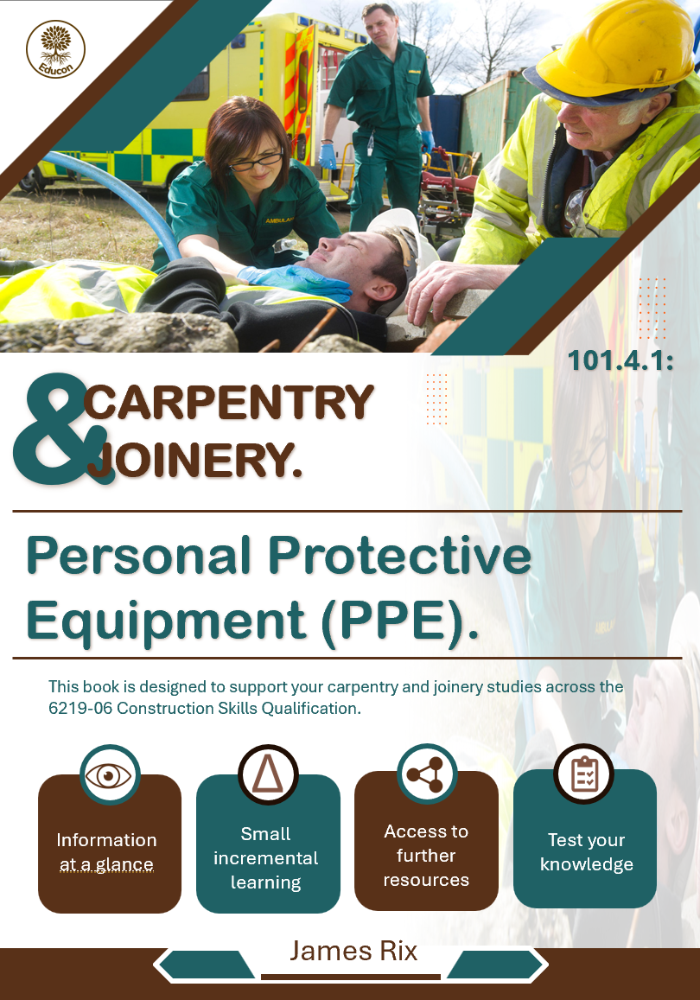 Educon
AMBULANCE
101.4.1:
& CARPENTRY
JOINERY.
Personal Protective
Equipment (PPE).
This book is designed to support your carpentry and joinery studies across the
6219-06 Construction Skills Qualification.
Information
at a glance
Small
incremental
learning
Access to
further
resources
Test your
knowledge
James Rix